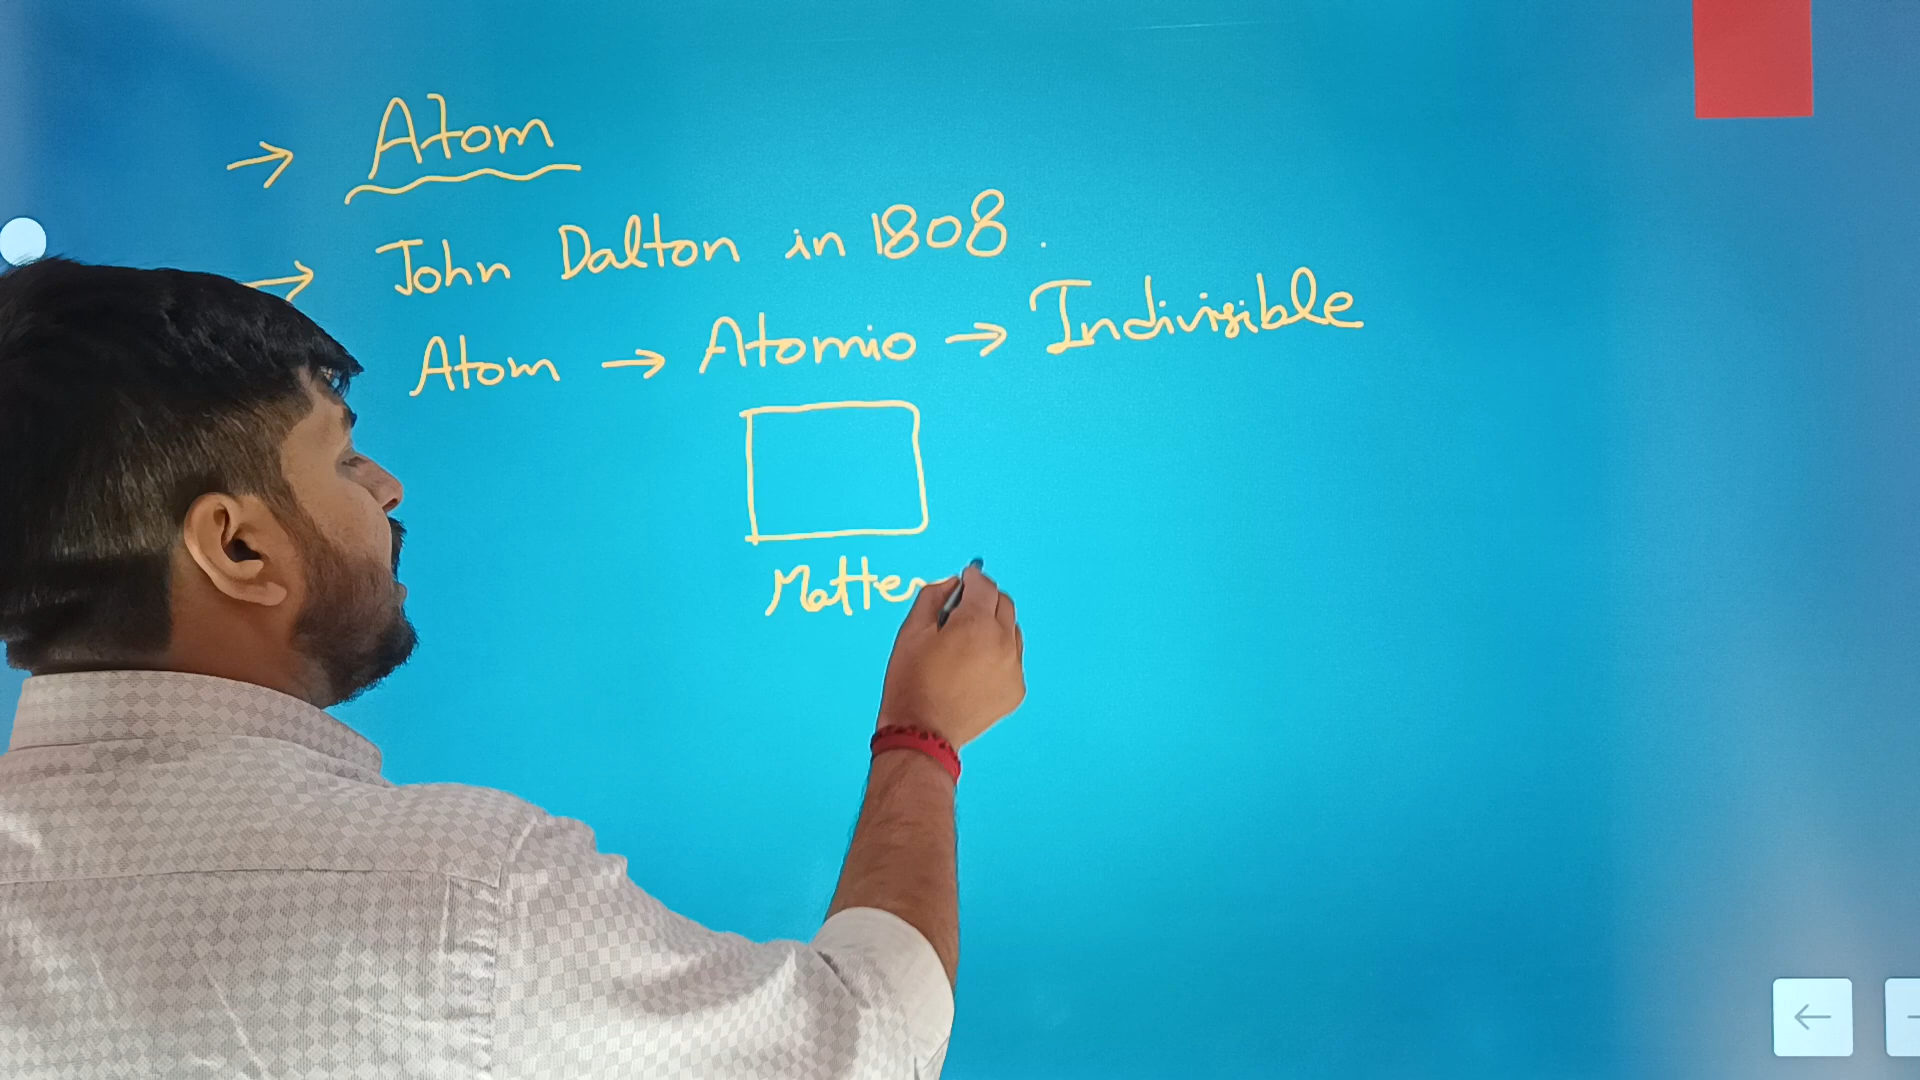 → Atom
→ John Dalton in 1808.
Atom → Atomio → Indivisible
Matter